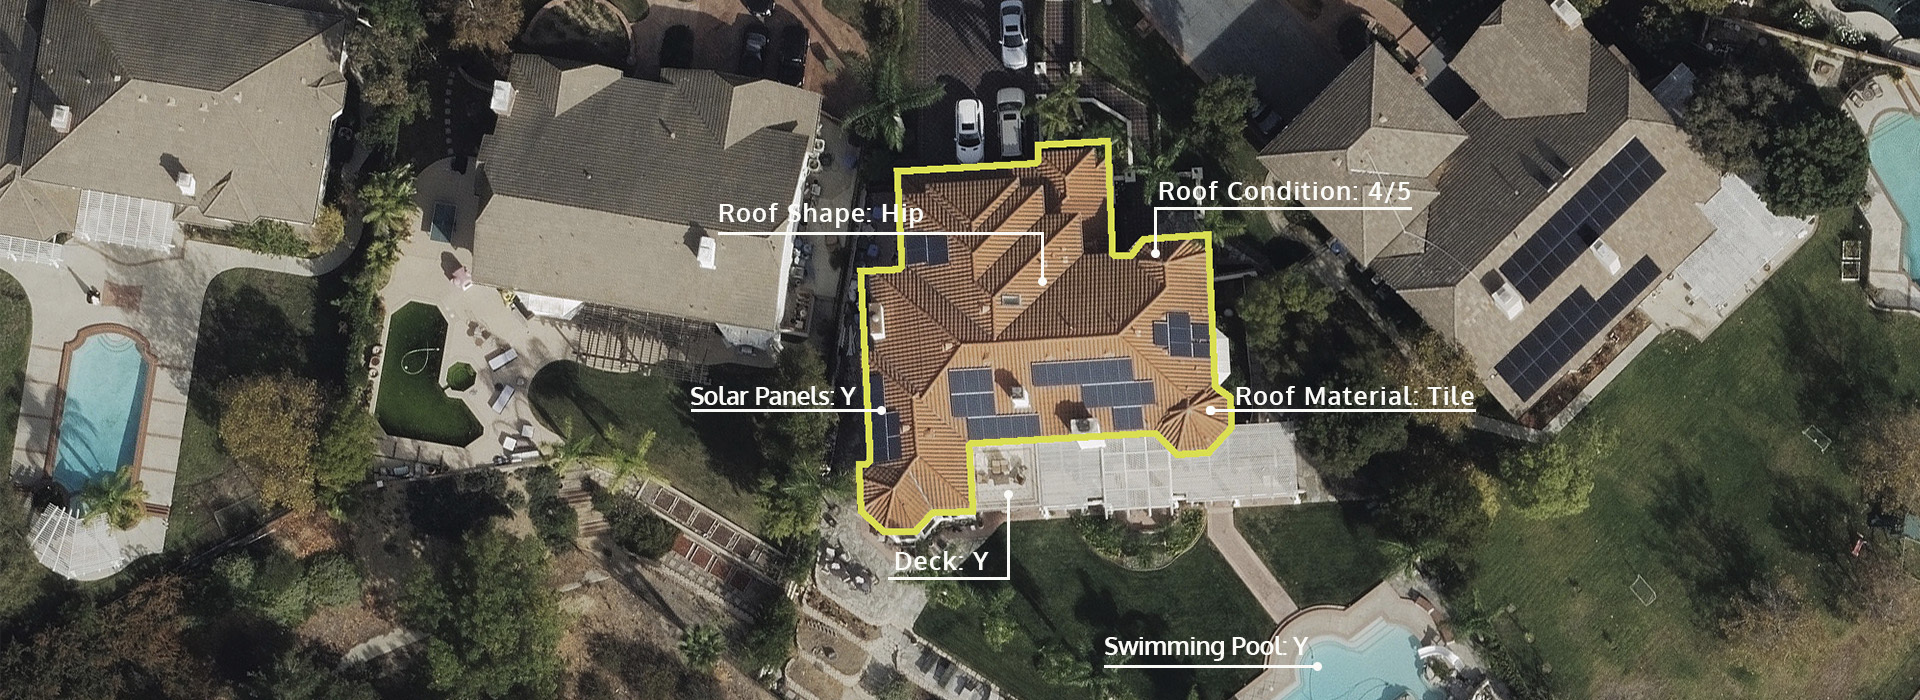 Roof Condition: 4/5
Roof Shape: Hip
Solar Panels: Y
Roof Material: Tile
Deck: Y
Swimming Pool: Y